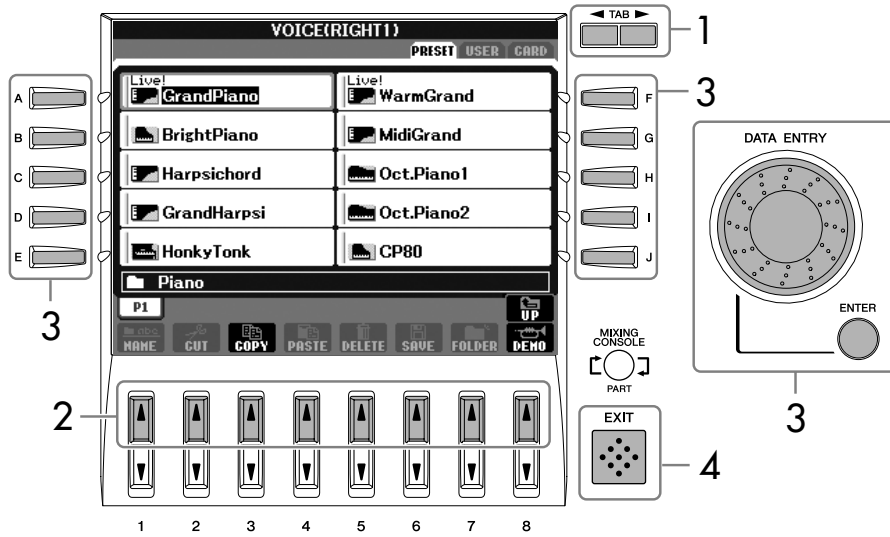 VOICE(RIGHT1)
PRESET USER CARD
◄ TAB ►
1
Live!
GrandPiano
Live!
WarmGrand
BrightPiano
MidiGrand
Harpsichord
Oct.Piano1
GrandHarpsi
Oct.Piano2
HonkyTonk
CP80
Piano
P1
UP
NAME CUT COPY PASTE DELETE SAVE FOLDER DEMO
A
B
C
D
E
3
F
G
H
I
J
3
DATA ENTRY
ENTER
3
MIXING
CONSOLE
PART
EXIT
4
2
1 2 3 4 5 6 7 8